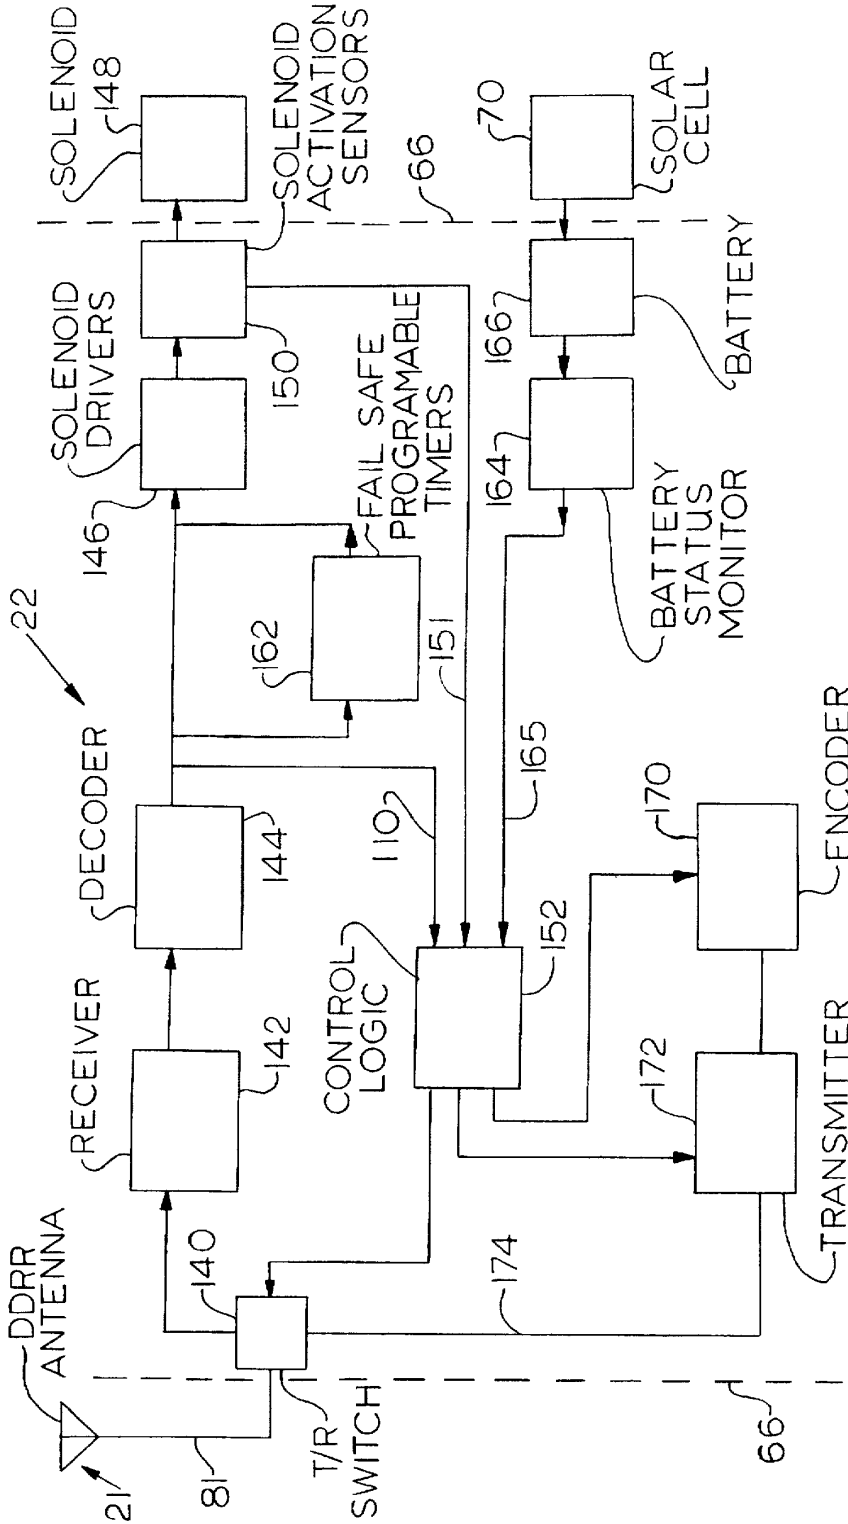 22
DDRR
ANTENNA
21
81
66
T/R
SWITCH
140
RECEIVER
142
DECODER
144
162
FAIL SAFE
PROGRAMABLE
TIMERS
146
SOLENOID
DRIVERS
150
SOLENOID
ACTIVATION
SENSORS
SOLENOID
148
66
CONTROL
LOGIC
152
110
151
165
164
BATTERY
STATUS
MONITOR
166
BATTERY
70
SOLAR
CELL
174
172
TRANSMITTER
170
ENCODER